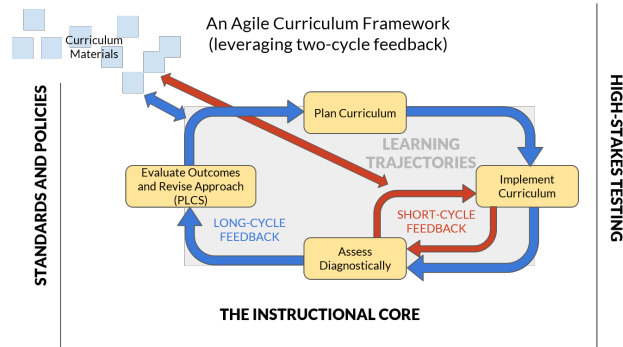 An Agile Curriculum Framework
(leveraging two-cycle feedback)
Curriculum
Materials
STANDARDS AND POLICIES
HIGH-STAKES TESTING
Plan Curriculum
LEARNING
TRAJECTORIES
Evaluate Outcomes
and Revise Approach
(PLCS)
Implement
Curriculum
LONG-CYCLE
FEEDBACK
SHORT-CYCLE
FEEDBACK
Assess
Diagnostically
THE INSTRUCTIONAL CORE